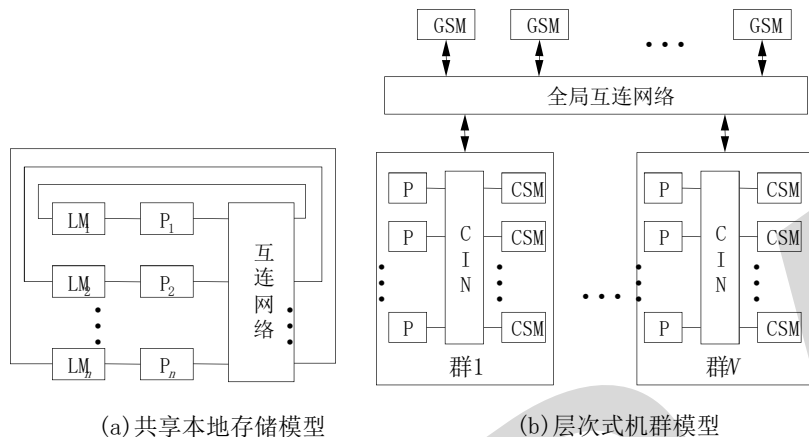 GSM GSM GSM
全局互连网络
LM1 P1
LM2 P2
LMn Pn
互连网络
P CSM
P CSM
P CSM
CIN
群1
P CSM
P CSM
P CSM
CIN
群N
(a)共享本地存储模型
(b)层次式机群模型